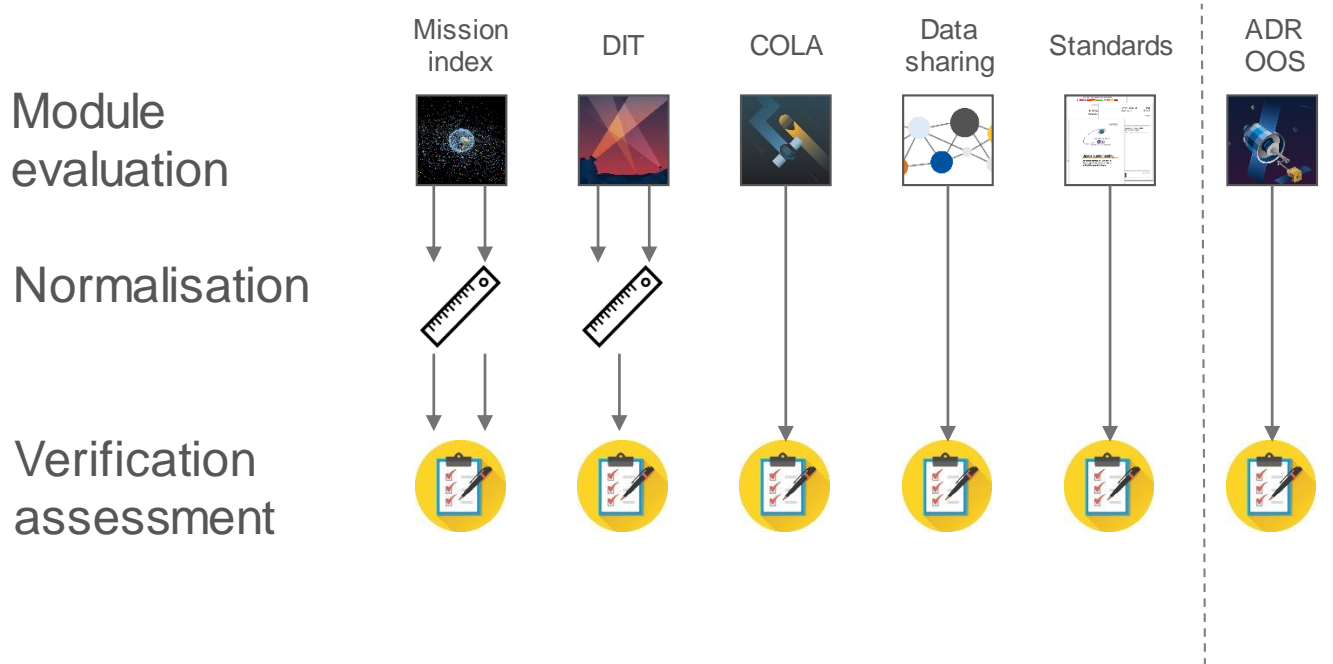 Mission
index
DIT
COLA
Data
sharing
Standards
ADR
OOS
Module
evaluation
Normalisation
Verification
assessment